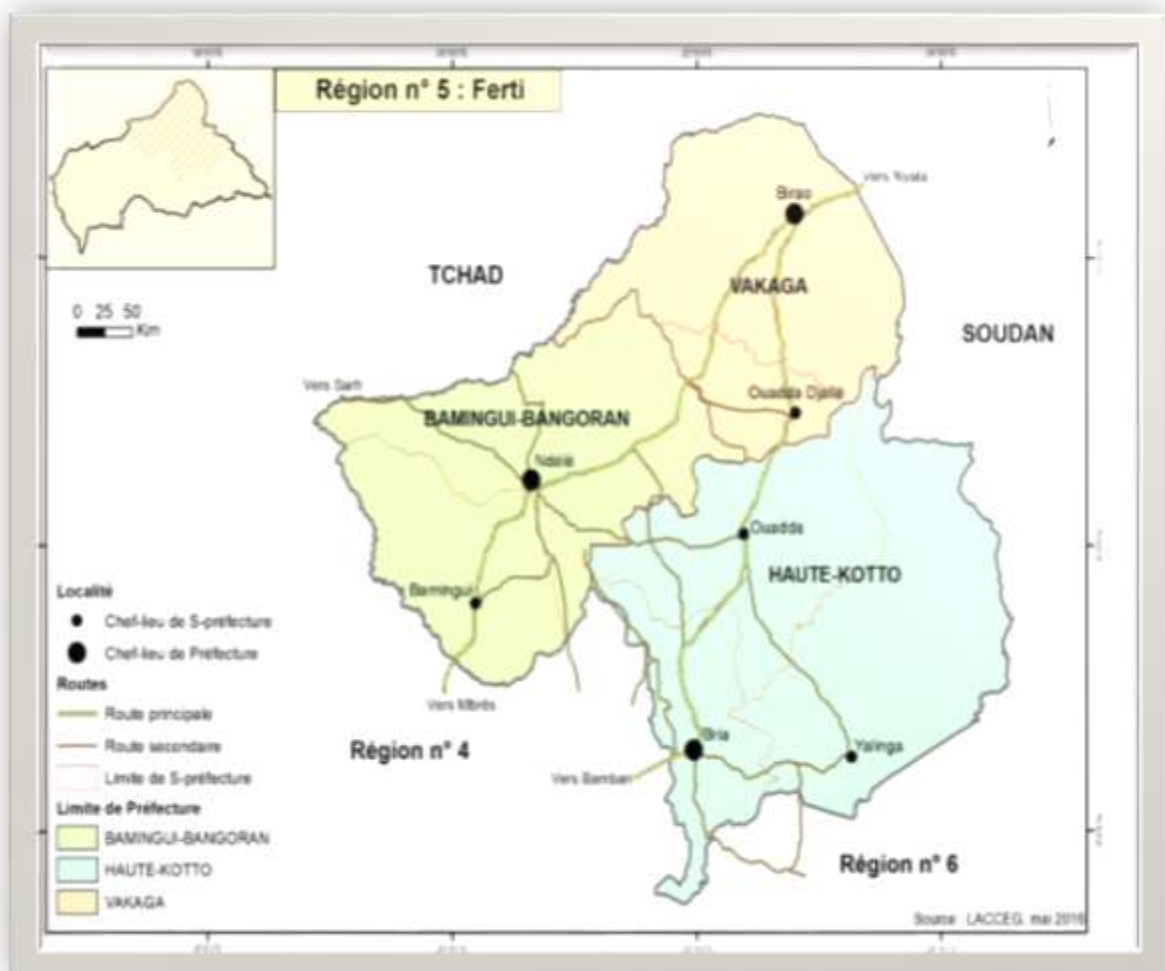 Région n° 5 : Ferti
Vers Nyala
Birao
TCHAD
VAKAGA
SOUDAN
0 25 50
Km
Vers Sarh
Ouadda Djalle
BAMINGUI-BANGORAN
Ndélé
Ouadda
HAUTE-KOTTO
Bamingui
Localité
Chef-lieu de S-préfecture
Chef-lieu de Préfecture
Routes
Route principale
Route secondaire
Limite de S-préfecture
Limite de Préfecture
BAMINGUI-BANGORAN
HAUTE-KOTTO
VAKAGA
Vers Mbrés
Région n° 4
Bria
Yalinga
Vers Bambari
Région n° 6
Source : LACCEG, mai 2016